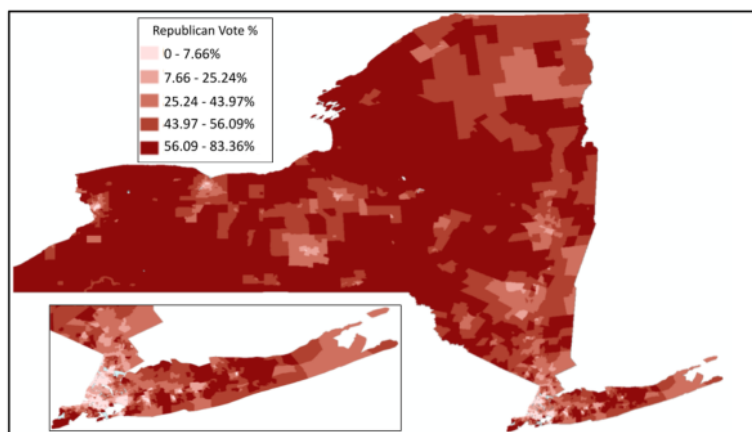 Republican Vote %
0 - 7.66%
7.66 - 25.24%
25.24 - 43.97%
43.97 - 56.09%
56.09 - 83.36%